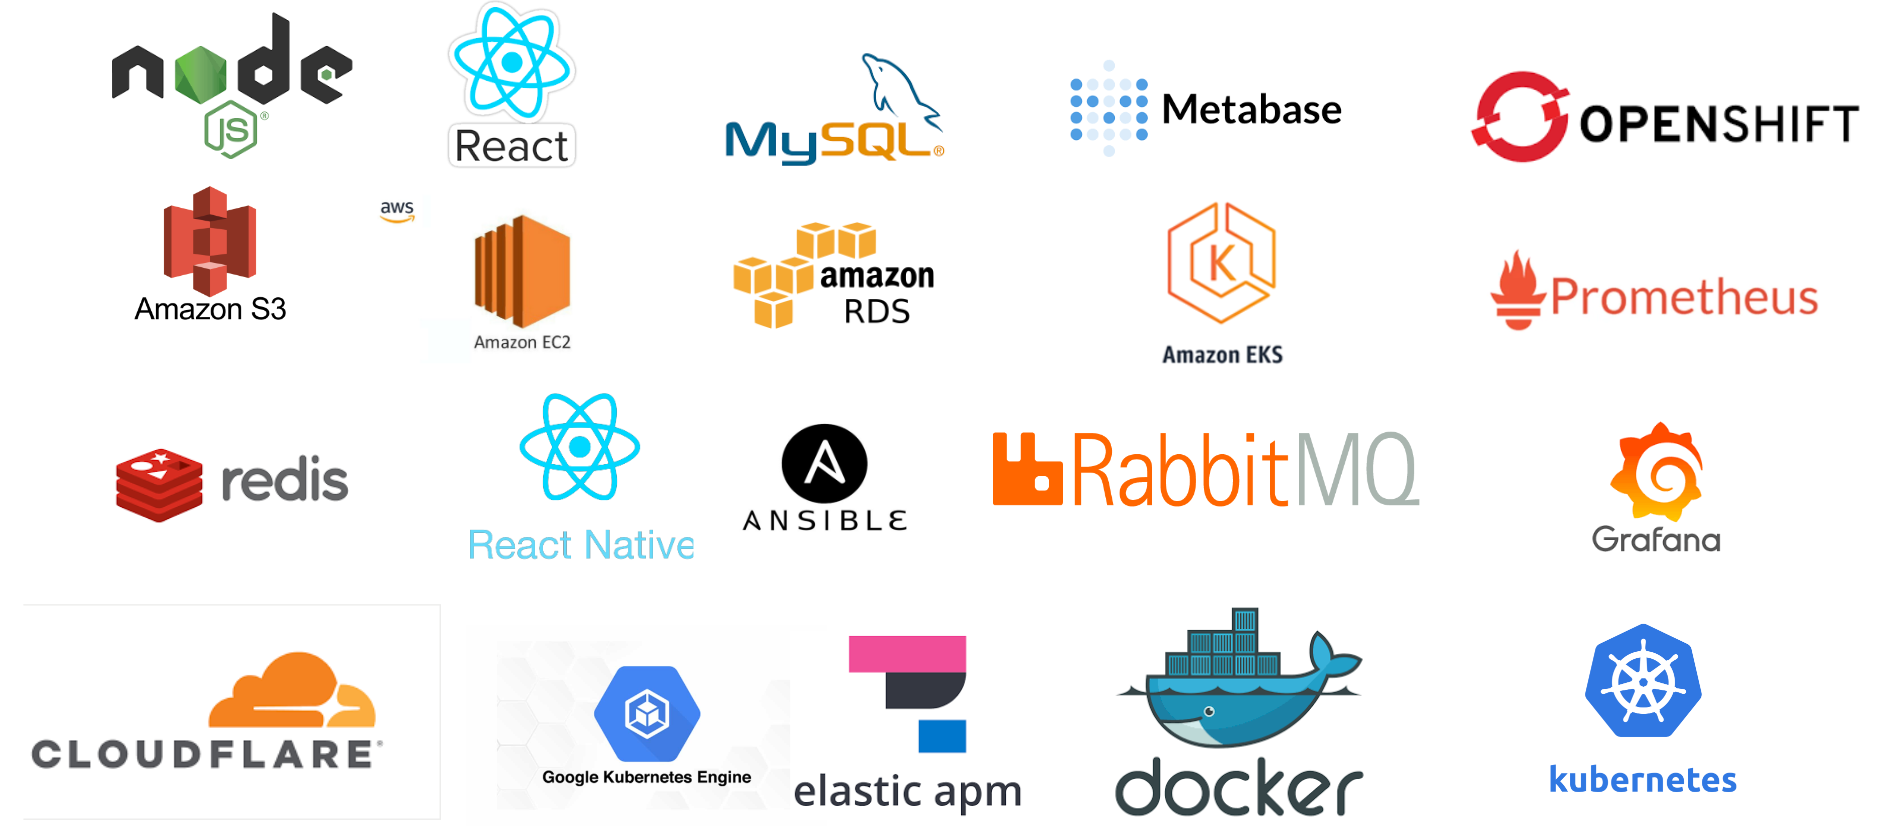 node
JS®
React
MySQL®
Metabase
OPENSHIFT
Amazon S3
aws
Amazon EC2
amazon
RDS
K
Amazon EKS
Prometheus
redis
React Native
A
ANSIBLE
RabbitMQ
Grafana
CLOUDFLARE®
Google Kubernetes Engine
elastic apm
docker
kubernetes